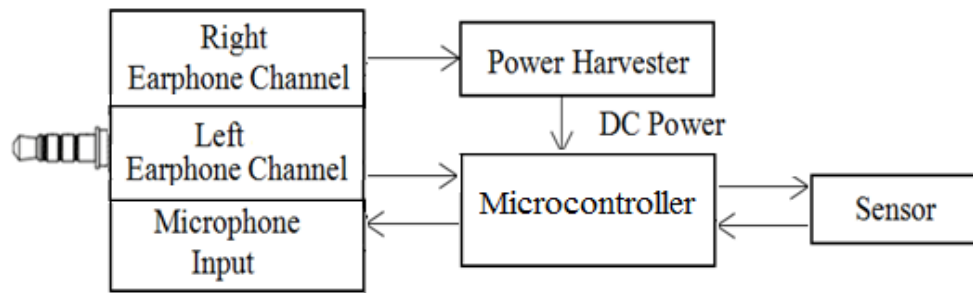 Right
Earphone Channel
Power Harvester
DC Power
Left
Earphone Channel
Microcontroller
Sensor
Microphone
Input